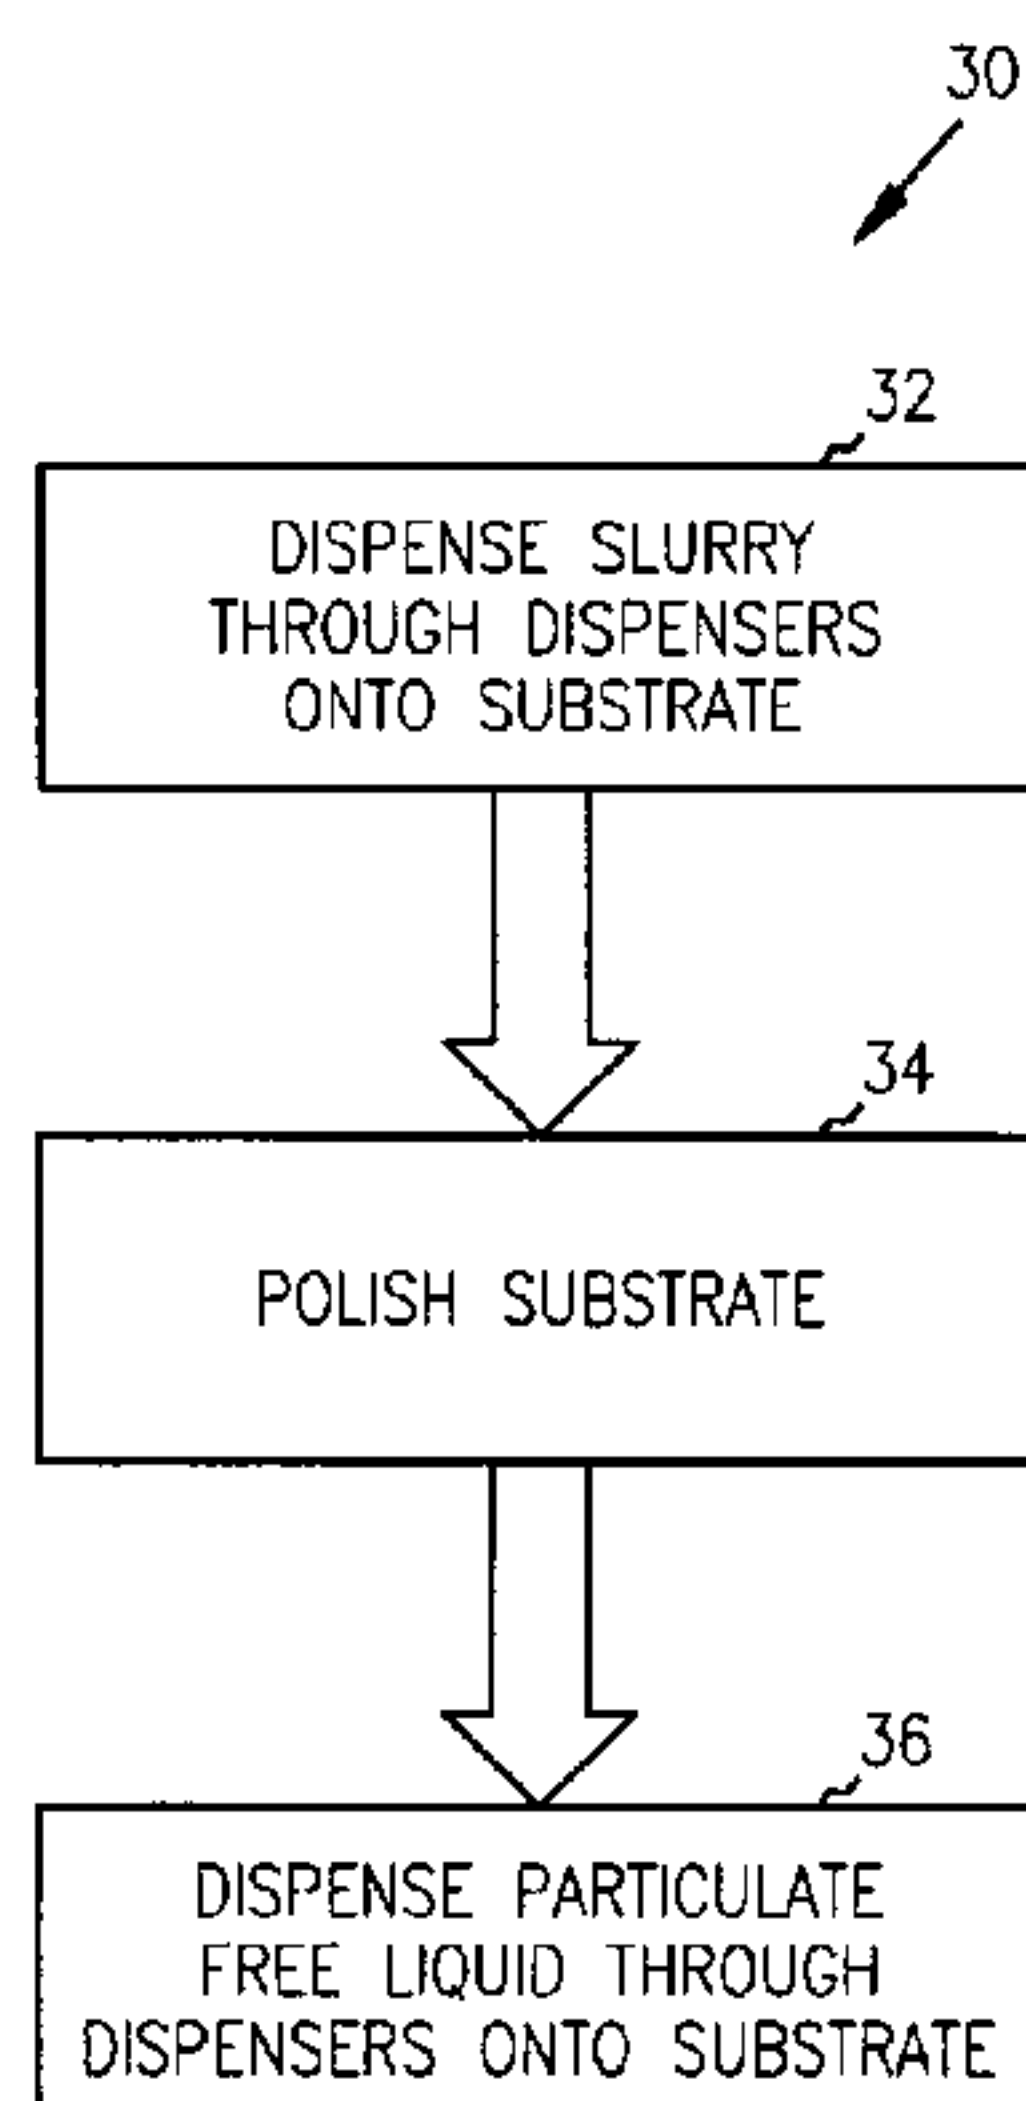 30
32
DISPENSE SLURRY
THROUGH DISPENSERS
ONTO SUBSTRATE
34
POLISH SUBSTRATE
36
DISPENSE PARTICULATE
FREE LIQUID THROUGH
DISPENSERS ONTO SUBSTRATE